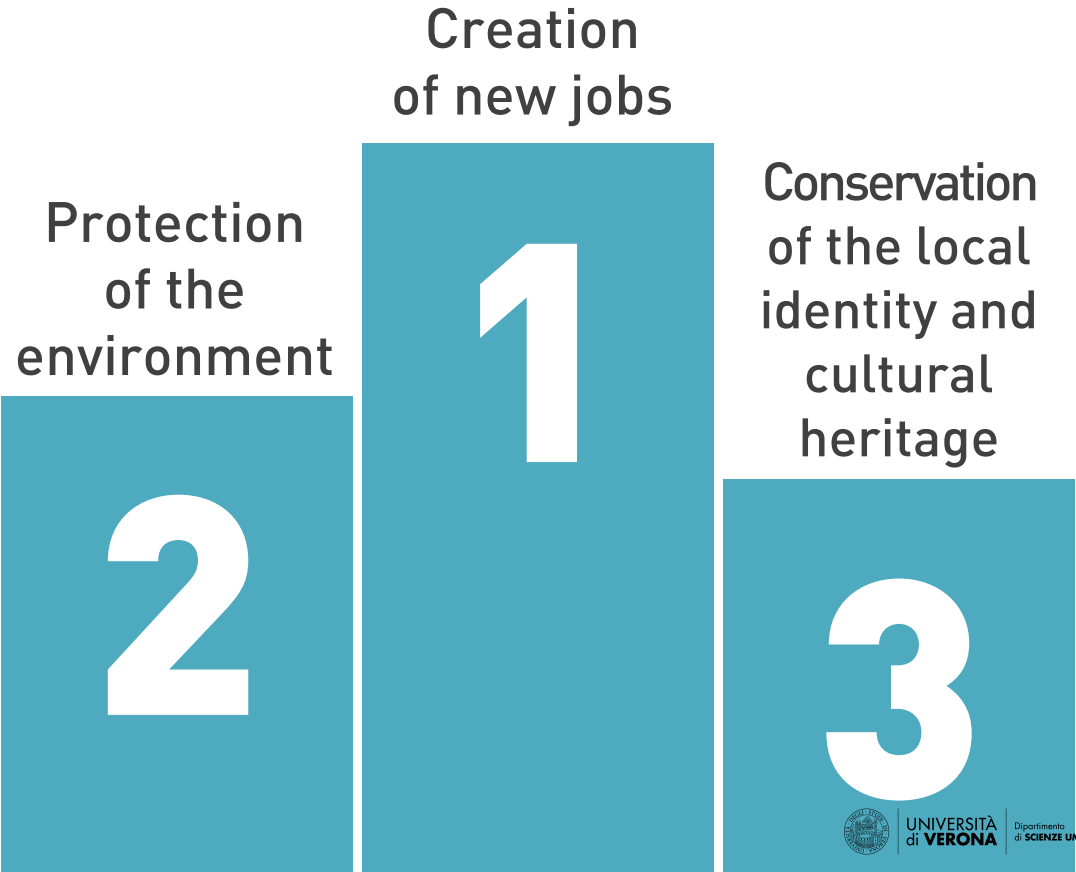 Creation
of new jobs
Protection
of the
environment
Conservation
of the local
identity and
cultural
heritage
1
2
3
UNIVERSITÀ
di VERONA
Dipartimento
di SCIENZE